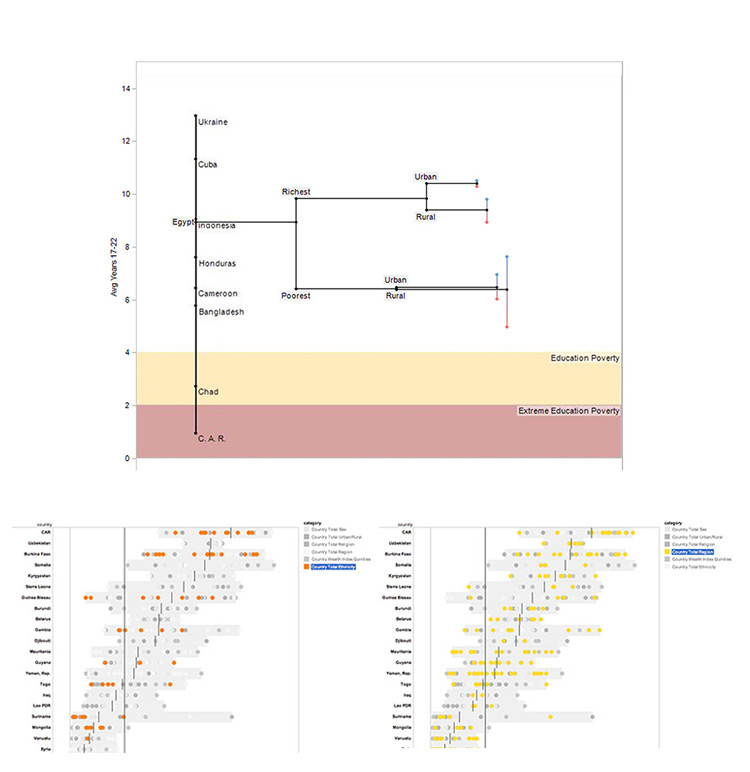 14
12
10
8
6
4
2
0
Avg Years 17-22
Ukraine
Cuba
Egypt
Indonesia
Honduras
Cameroon
Bangladesh
Chad
C. A. R.
Richest
Poorest
Urban
Rural
Urban
Rural
Education Poverty
Extreme Education Poverty
country
CAR
Uzbekistan
Burkina Faso
Somalia
Kyrgyzstan
Sierra Leone
Guinea Bissau
Burundi
Belarus
Gambia
Djibouti
Mauritania
Guyana
Yemen, Rep.
Togo
Iraq
Lao PDR
Suriname
Mongolia
Vanuatu
Syria
category
Country Total Sex
Country Total Urban/Rural
Country Total Religion
Country Total Region
Country Wealth Index Quintiles
Country Total Ethnicity
country
CAR
Uzbekistan
Burkina Faso
Somalia
Kyrgyzstan
Sierra Leone
Guinea Bissau
Burundi
Belarus
Gambia
Djibouti
Mauritania
Guyana
Yemen, Rep.
Togo
Iraq
Lao PDR
Suriname
Mongolia
Vanuatu
category
Country Total Sex
Country Total Urban/Rural
Country Total Religion
Country Total Region
Country Wealth Index Quintiles
Country Total Ethnicity